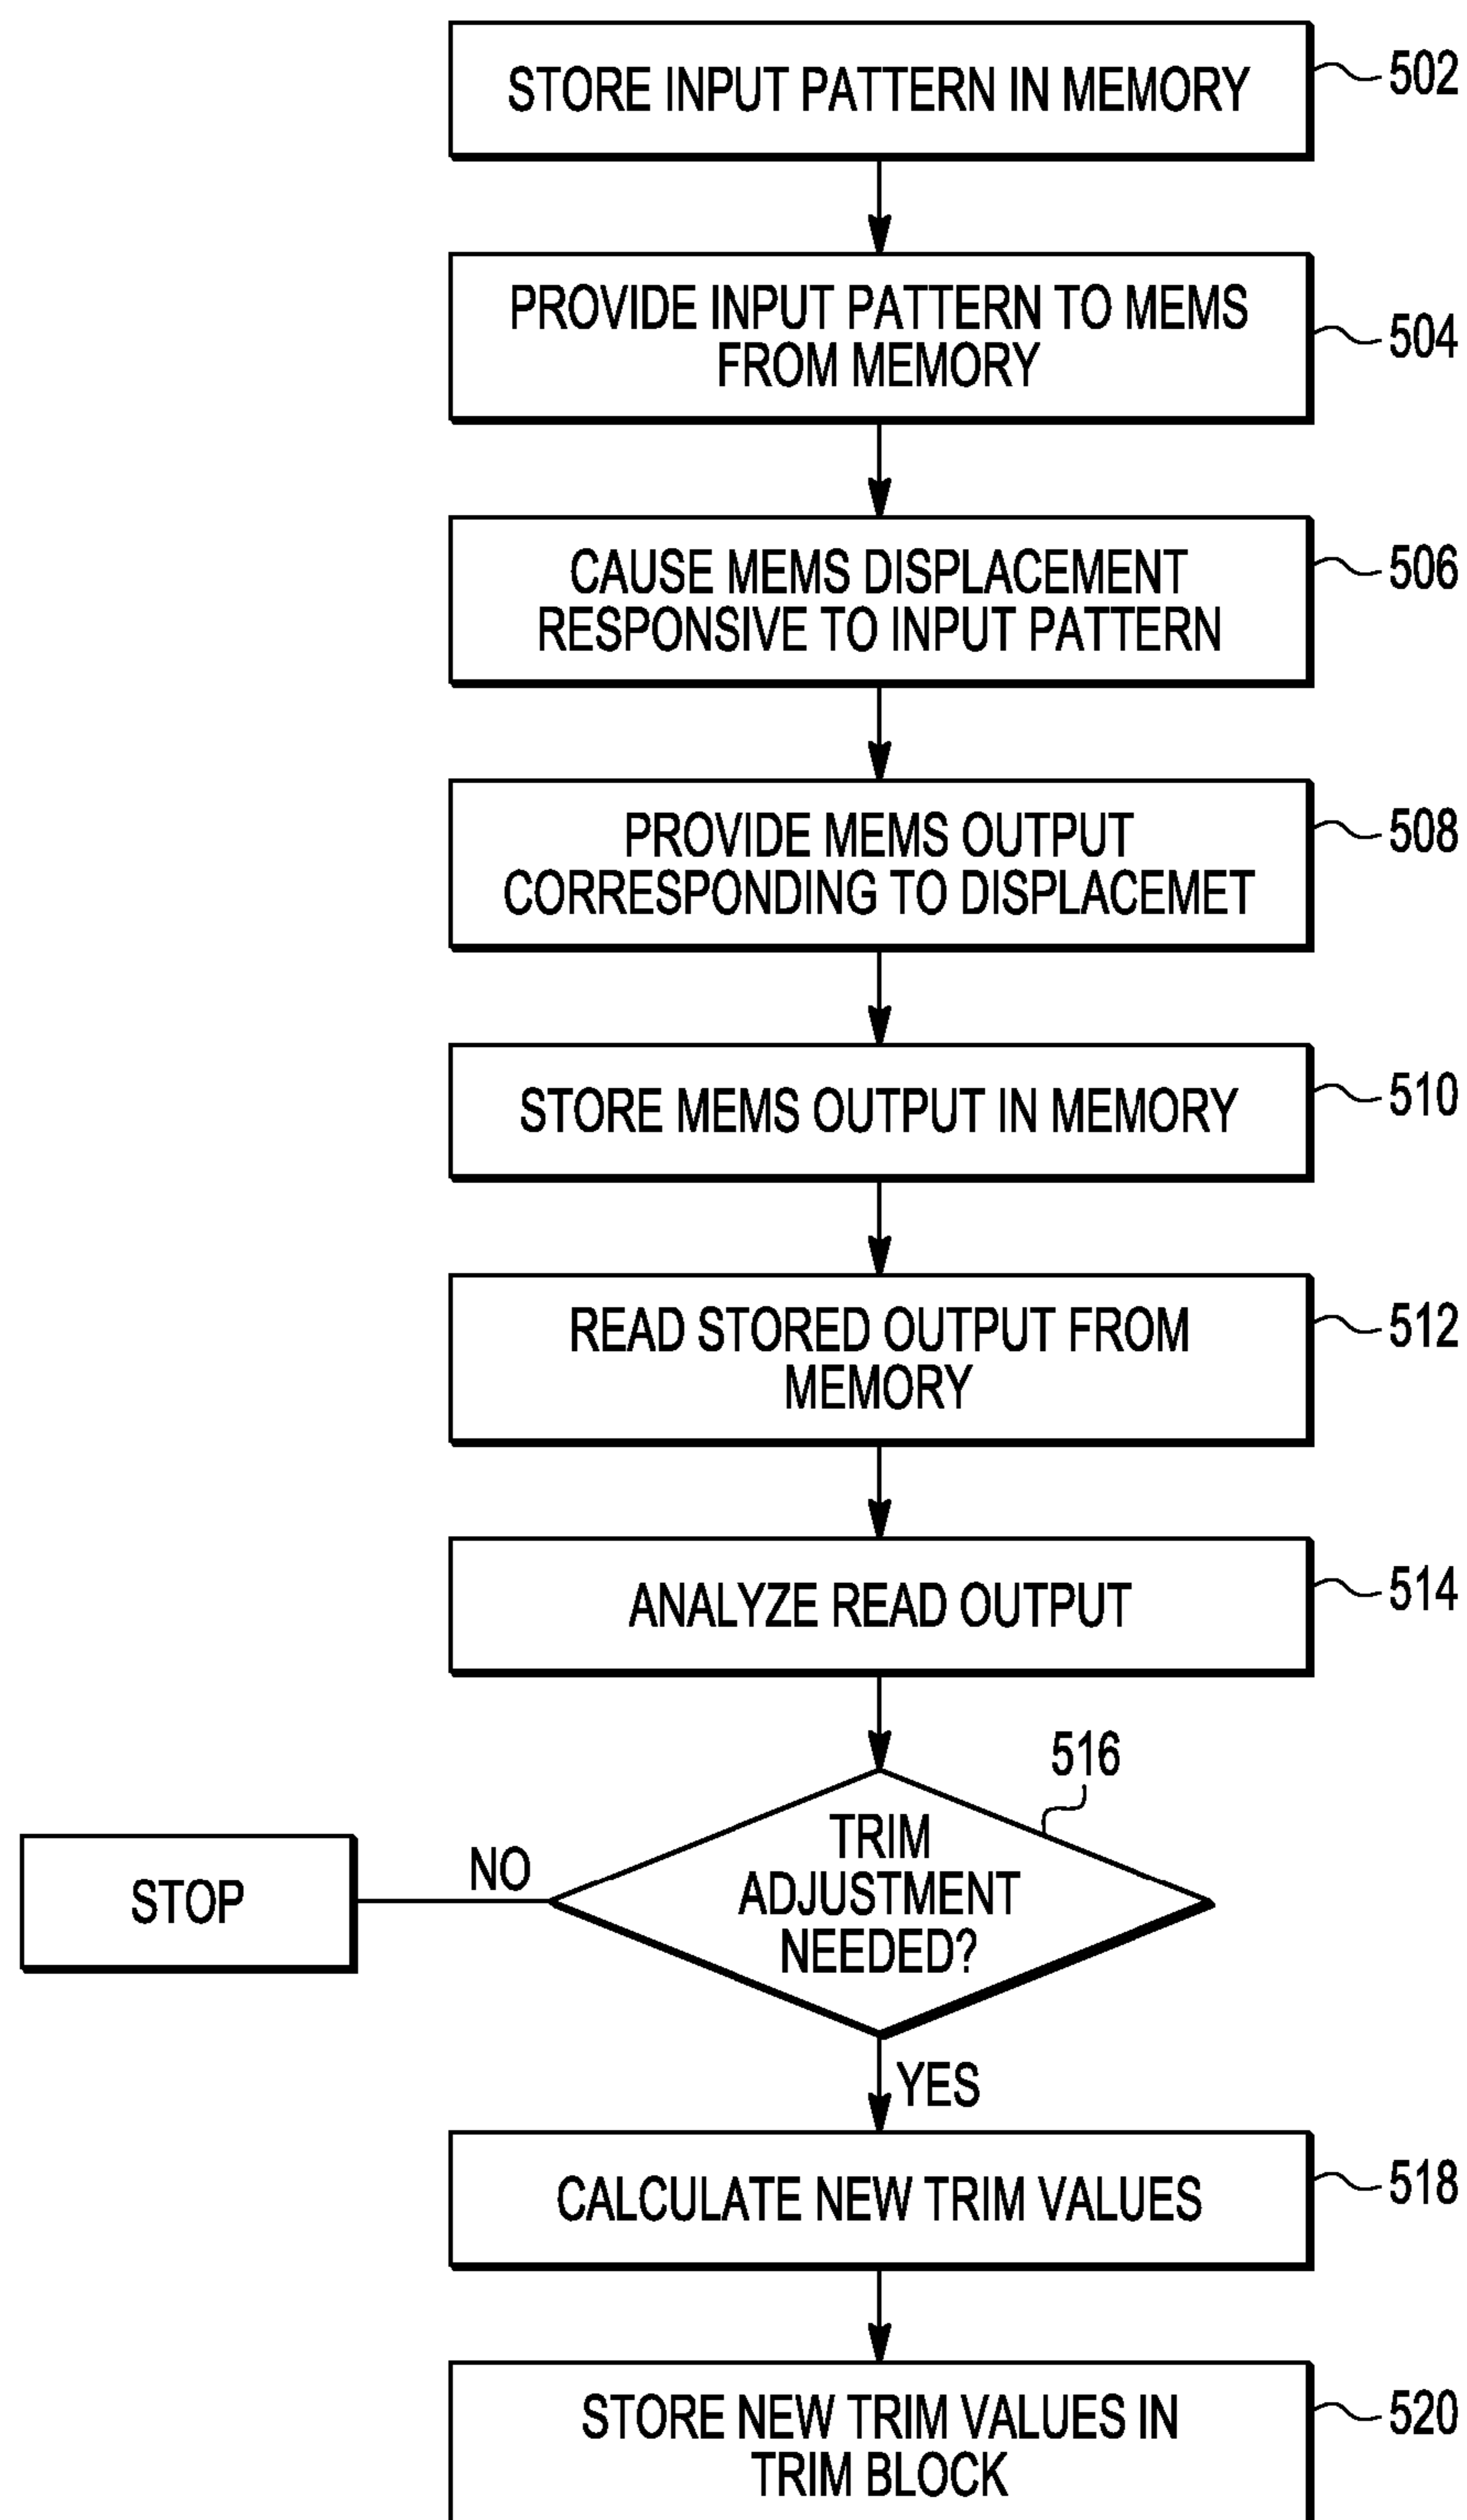 STORE INPUT PATTERN IN MEMORY
502
PROVIDE INPUT PATTERN TO MEMS
FROM MEMORY
504
CAUSE MEMS DISPLACEMENT
RESPONSIVE TO INPUT PATTERN
506
PROVIDE MEMS OUTPUT
CORRESPONDING TO DISPLACEMET
508
STORE MEMS OUTPUT IN MEMORY
510
READ STORED OUTPUT FROM
MEMORY
512
ANALYZE READ OUTPUT
514
516
TRIM
ADJUSTMENT
NEEDED?
NO
STOP
YES
CALCULATE NEW TRIM VALUES
518
STORE NEW TRIM VALUES IN
TRIM BLOCK
520